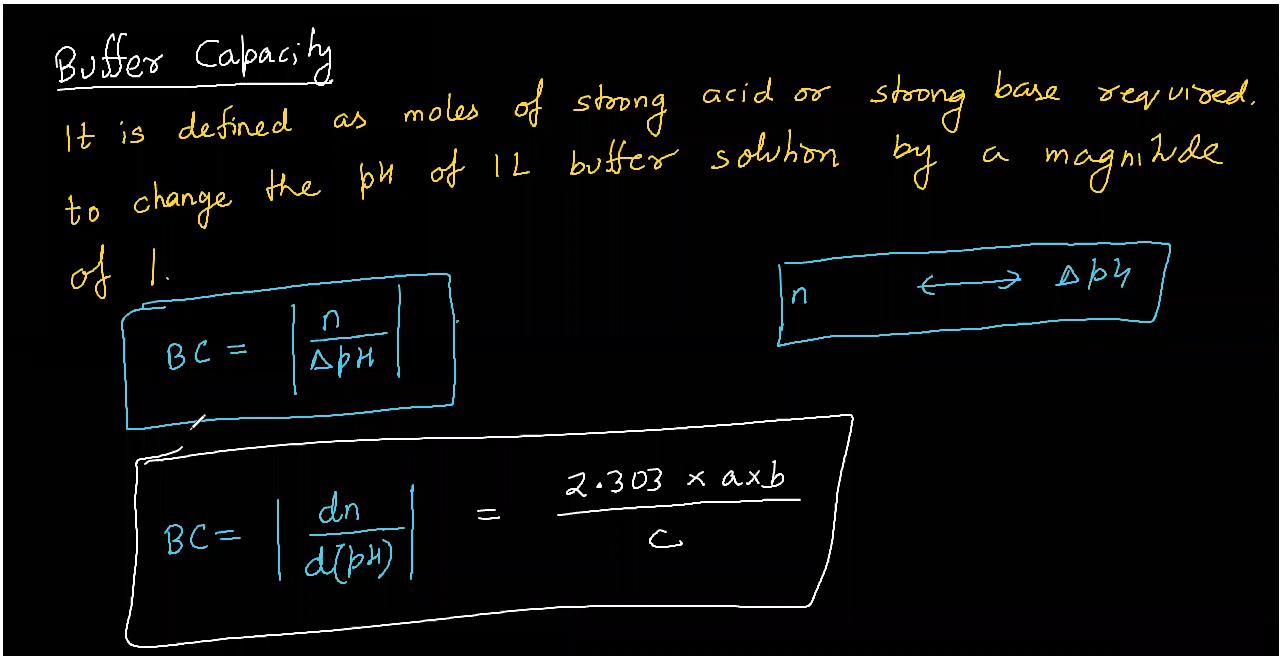 Buffer Capacity
It is defined as moles of strong acid or strong base required.
to change the pH of 1L buffer solution by a magnitude
of 1.
n ⟷ ΔpH
BC = | n / ΔpH |
BC = | dn / d(pH) | = 2.303 × a×b / c